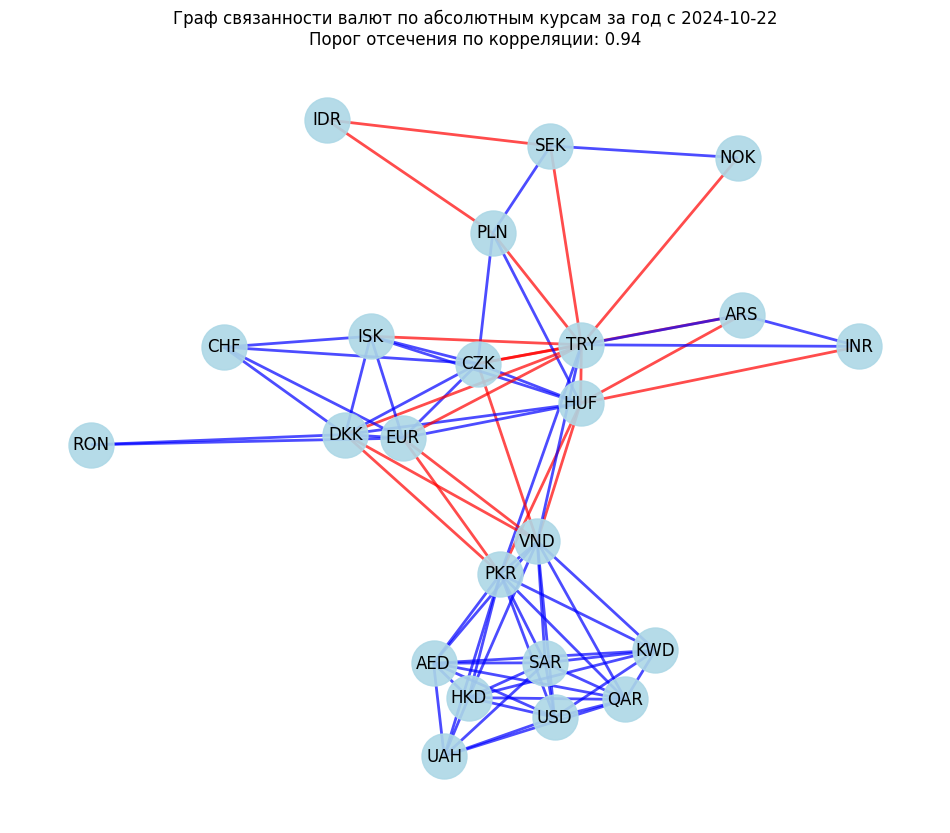 Граф связанности валют по абсолютным курсам за год с 2024-10-22
Порог отсечения по корреляции: 0.94
IDR
SEK
NOK
PLN
ARS
CHF
ISK
TRY
INR
CZK
HUF
RON
DKK
EUR
VND
PKR
AED
SAR
KWD
HKD
QAR
USD
UAH